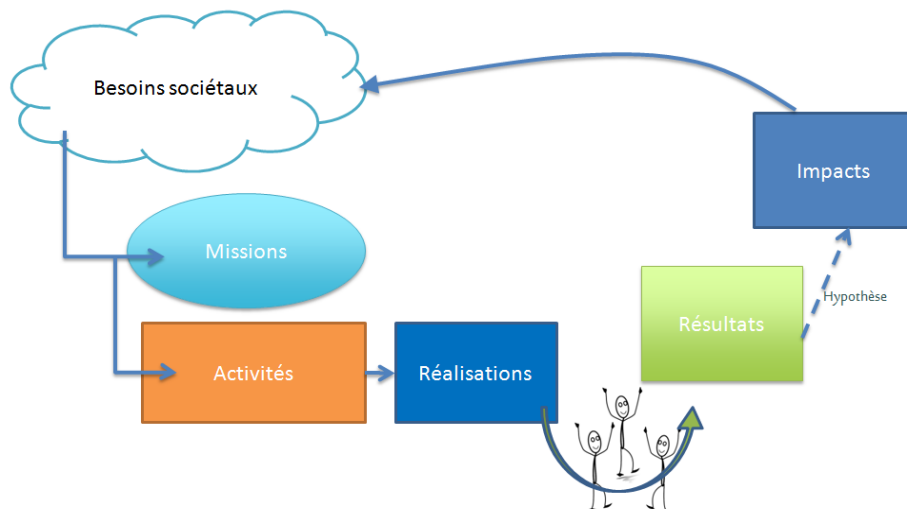 Besoins sociétaux
Impacts
Missions
Hypothèse
Résultats
Activités
Réalisations